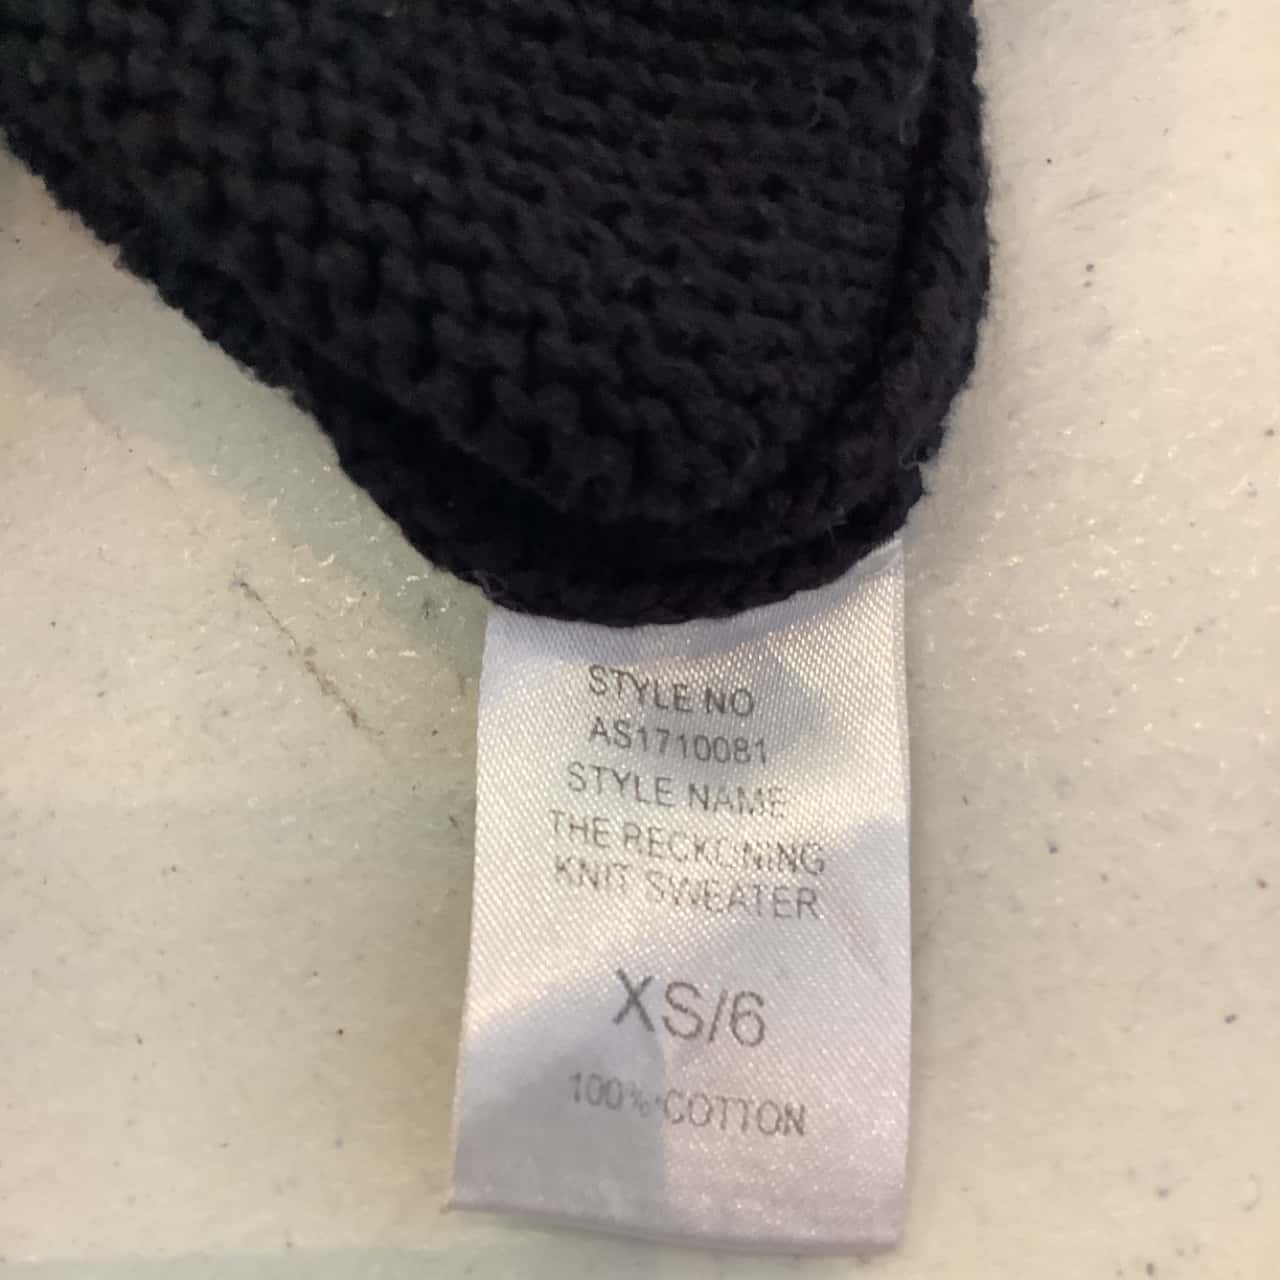 STYLE NO
AS1710081
STYLE NAME
THE RECKONING
KNIT SWEATER
XS/6
100% COTTON